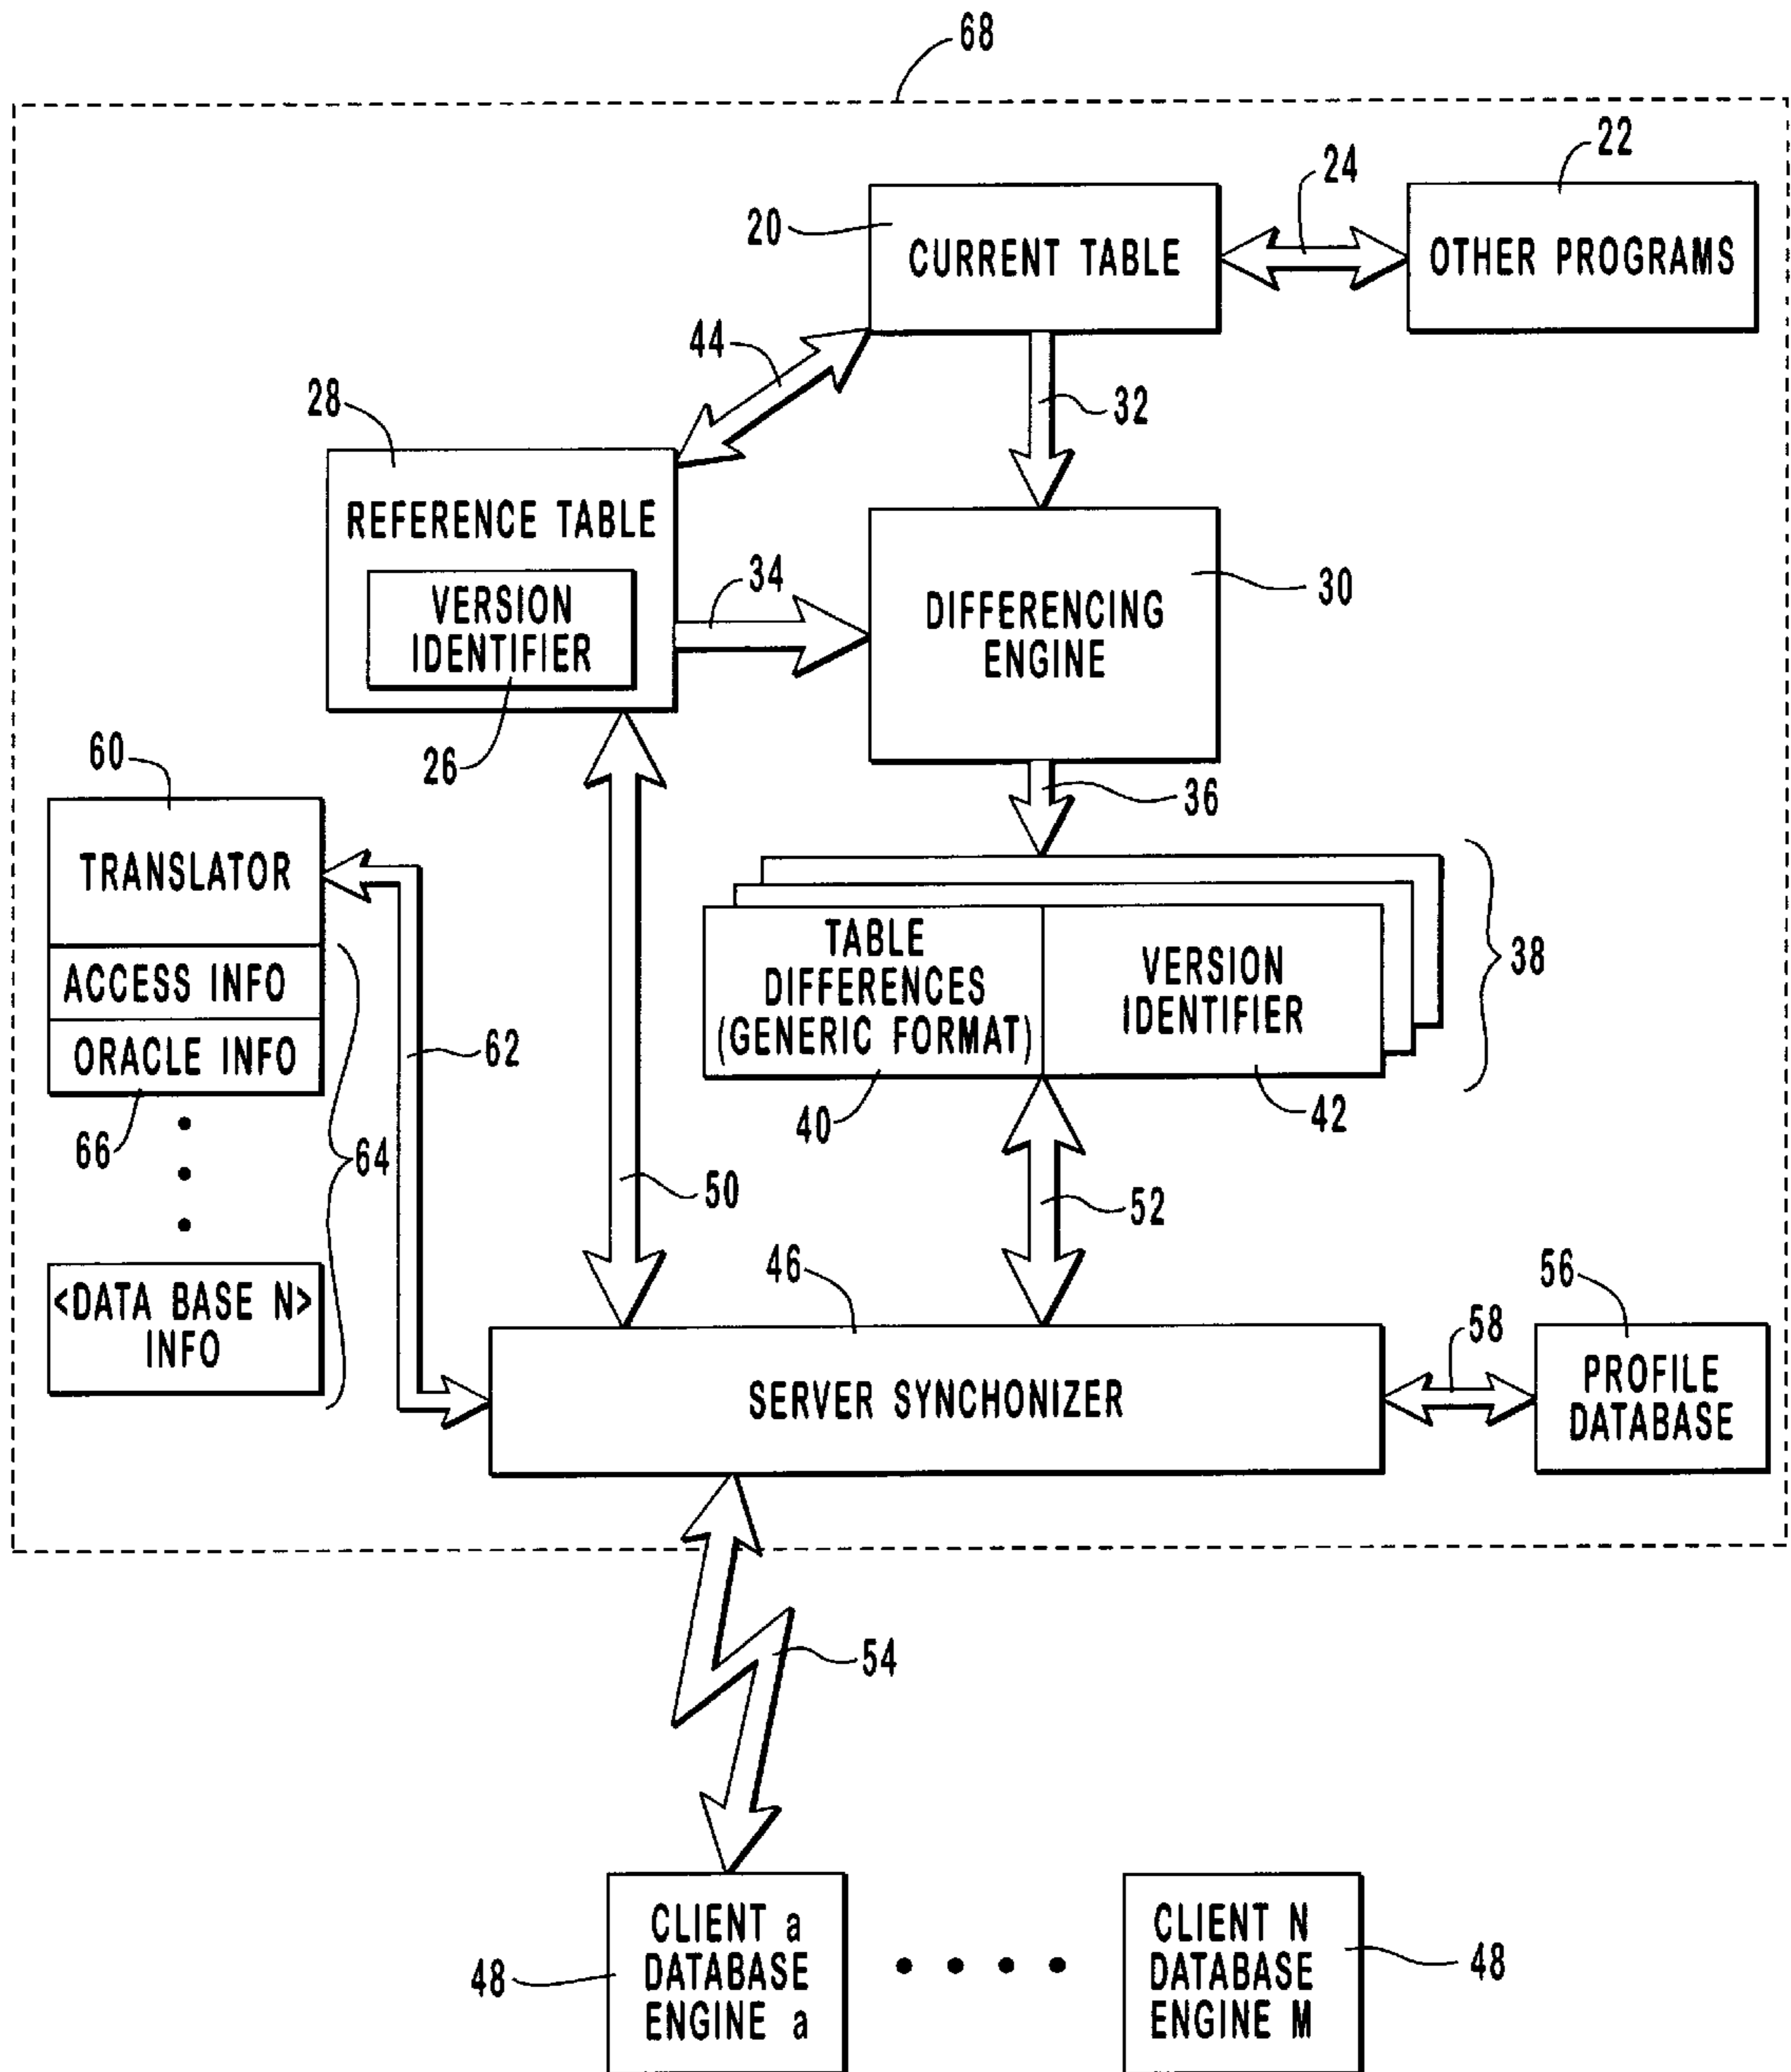 68
22
24
20
CURRENT TABLE
OTHER PROGRAMS
44
28
32
REFERENCE TABLE
34
30
VERSION
IDENTIFIER
DIFFERENCING
ENGINE
26
36
60
TRANSLATOR
ACCESS INFO
ORACLE INFO
TABLE
DIFFERENCES
(GENERIC FORMAT)
VERSION
IDENTIFIER
38
62
40
42
66
64
50
52
<DATA BASE N>
INFO
46
56
58
SERVER SYNCHONIZER
PROFILE
DATABASE
54
CLIENT a
DATABASE
ENGINE a
48
CLIENT N
DATABASE
ENGINE M
48